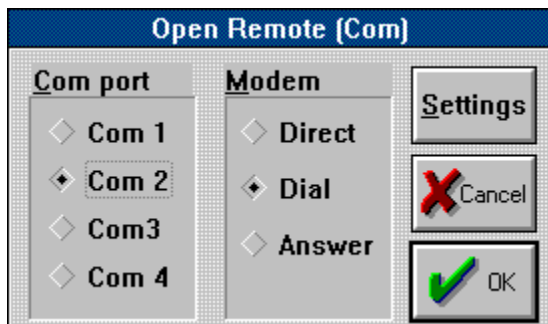 Open Remote (Com)
Com port
Com 1
Com 2
Com3
Com 4
Modem
Direct
Dial
Answer
Settings
Cancel
OK